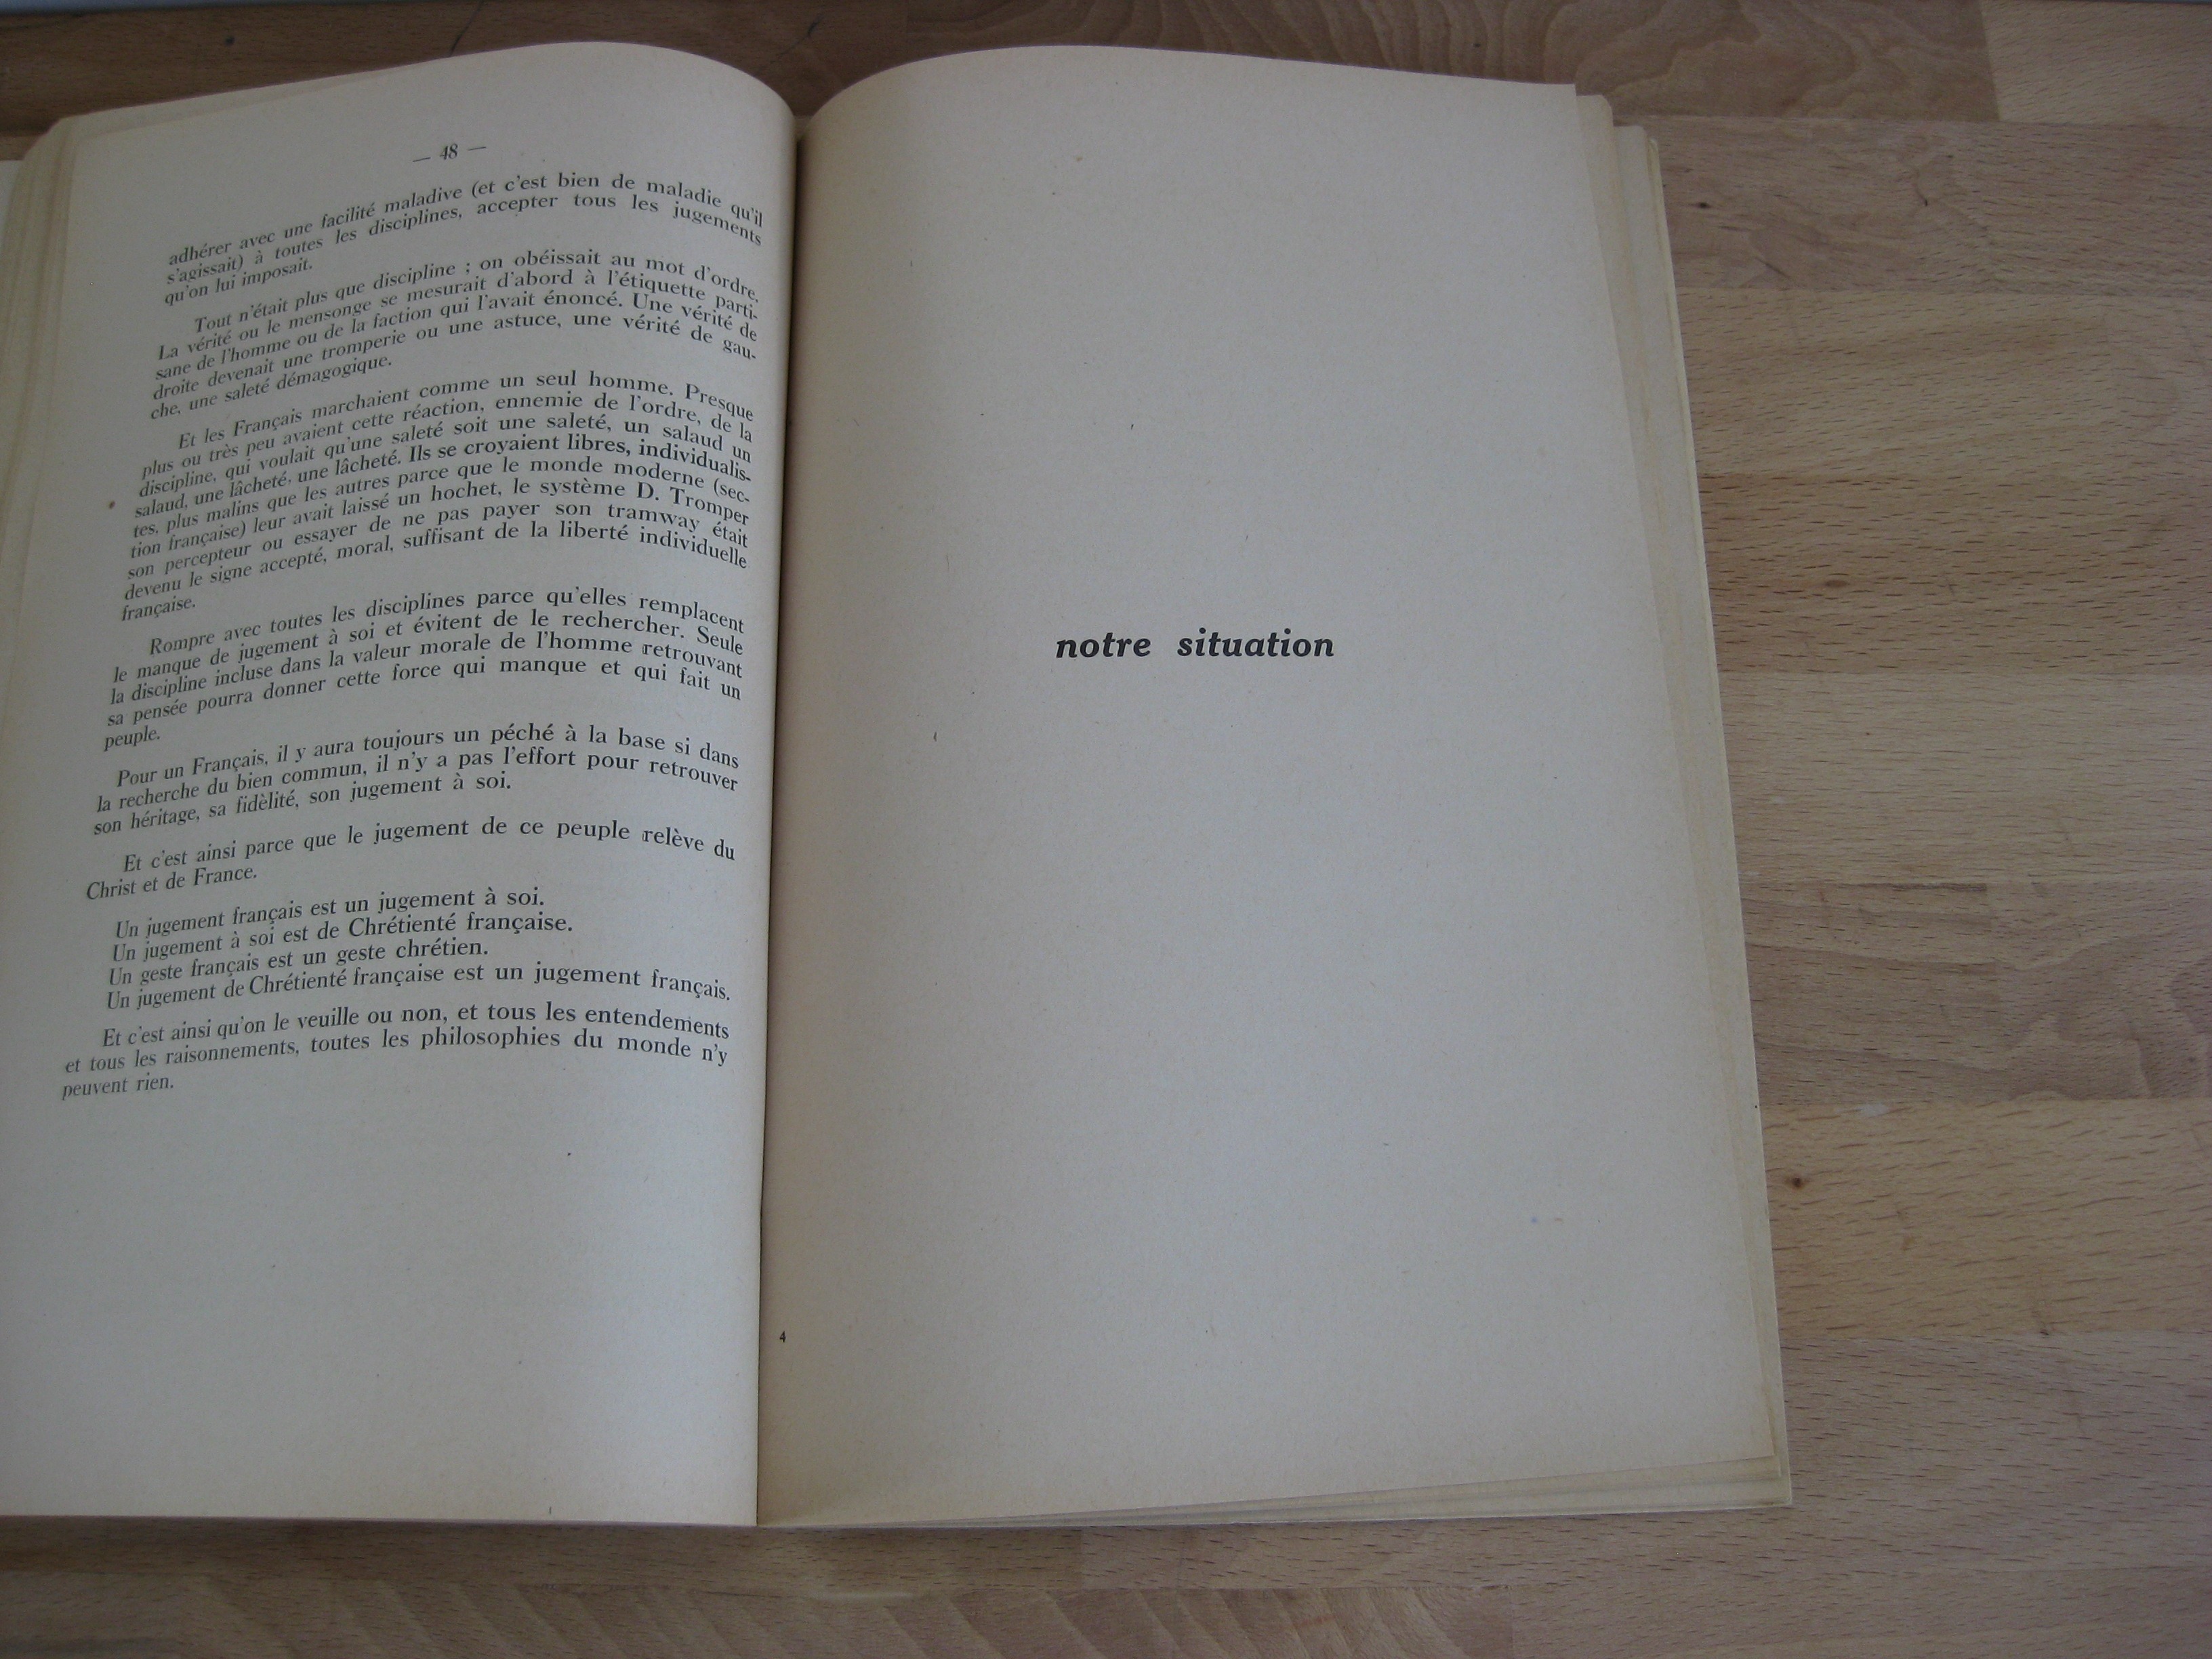 — 48 —
adhérer avec une facilité maladive (et c'est bien de maladie qu'il
s'agissait) à toutes les disciplines, accepter tous les jugements
qu'on lui imposait.
Tout n'était plus que discipline ; on obéissait au mot d'ordre.
La vérité ou le mensonge se mesurait d'abord à l'étiquette parti-
sane de l'homme ou de la faction qui l'avait énoncé. Une vérité de
droite devenait une tromperie ou une astuce, une vérité de gau-
che, une saleté démagogique.
Et les Français marchaient comme un seul homme. Presque
plus ou très peu avaient cette réaction, ennemie de l'ordre, de la
discipline, qui voulait qu'une saleté soit une saleté, un salaud un
salaud, une lâcheté, une lâcheté. Ils se croyaient libres, individualis-
tes, plus malins que les autres parce que le monde moderne (sec-
tion française) leur avait laissé un hochet, le système D. Tromper
son percepteur ou essayer de ne pas payer son tramway était
devenu le signe accepté, moral, suffisant de la liberté individuelle
française.
Rompre avec toutes les disciplines parce qu'elles remplacent
le manque de jugement à soi et évitent de le rechercher. Seule
la discipline incluse dans la valeur morale de l'homme retrouvant
sa pensée pourra donner cette force qui manque et qui fait un
peuple.
Pour un Français, il y aura toujours un péché à la base si dans
la recherche du bien commun, il n'y a pas l'effort pour retrouver
son héritage, sa fidèlité, son jugement à soi.
Et c'est ainsi parce que le jugement de ce peuple relève du
Christ et de France.
Un jugement français est un jugement à soi.
Un jugement à soi est de Chrétienté française.
Un geste français est un geste chrétien.
Un jugement de Chrétienté française est un jugement français.
Et c'est ainsi qu'on le veuille ou non, et tous les entendements
et tous les raisonnements, toutes les philosophies du monde n'y
peuvent rien.
notre situation
4